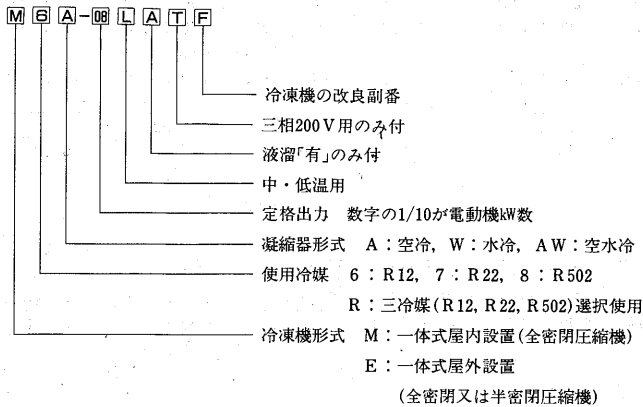 M6A-08LATF
冷凍機の改良副番
三相200V用のみ付
液溜「有」のみ付
中・低温用
定格出力 数字の1/10が電動機kW数
凝縮器形式 A：空冷，W：水冷，AW：空水冷
使用冷媒 6：R12，7：R22，8：R502
R：三冷媒(R12, R22, R502)選択使用
冷凍機形式 M：一体式屋内設置(全密閉圧縮機)
E：一体式屋外設置
(全密閉又は半密閉圧縮機)